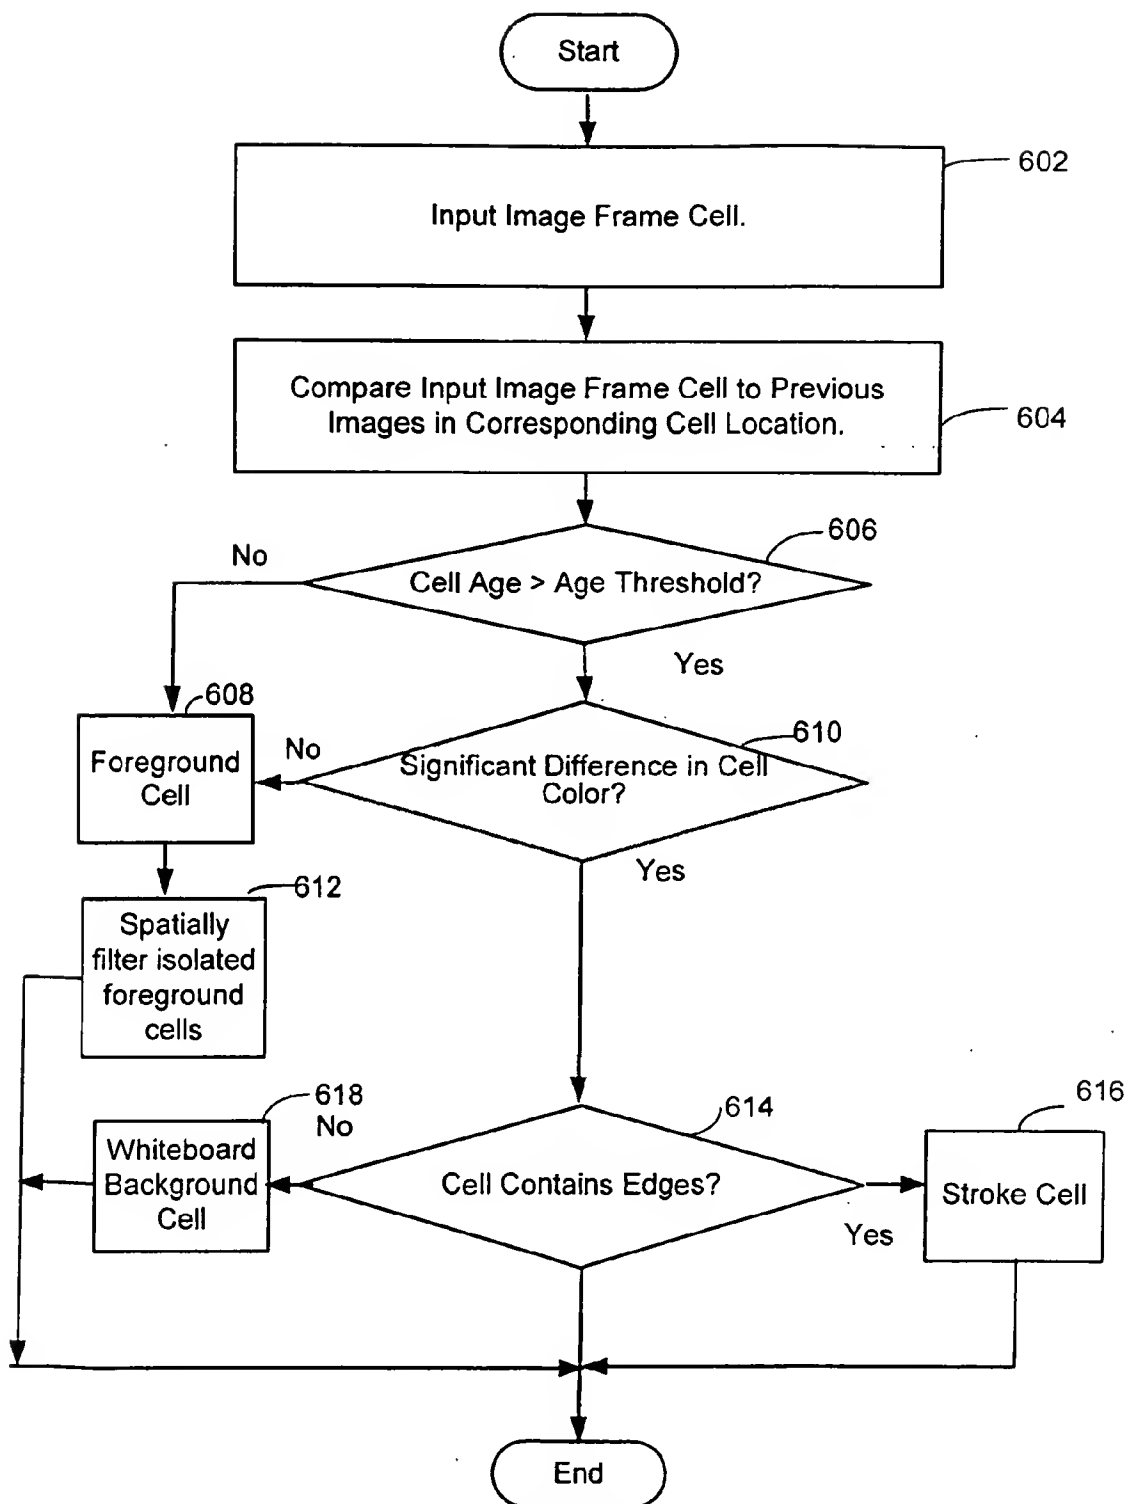 Start
602
Input Image Frame Cell.
Compare Input Image Frame Cell to Previous
Images in Corresponding Cell Location.
604
606
No
Cell Age > Age Threshold?
Yes
608
610
No
Foreground
Cell
Significant Difference in Cell
Color?
Yes
612
Spatially
filter isolated
foreground
cells
618
No
614
616
Whiteboard
Background
Cell
Cell Contains Edges?
Stroke Cell
Yes
End